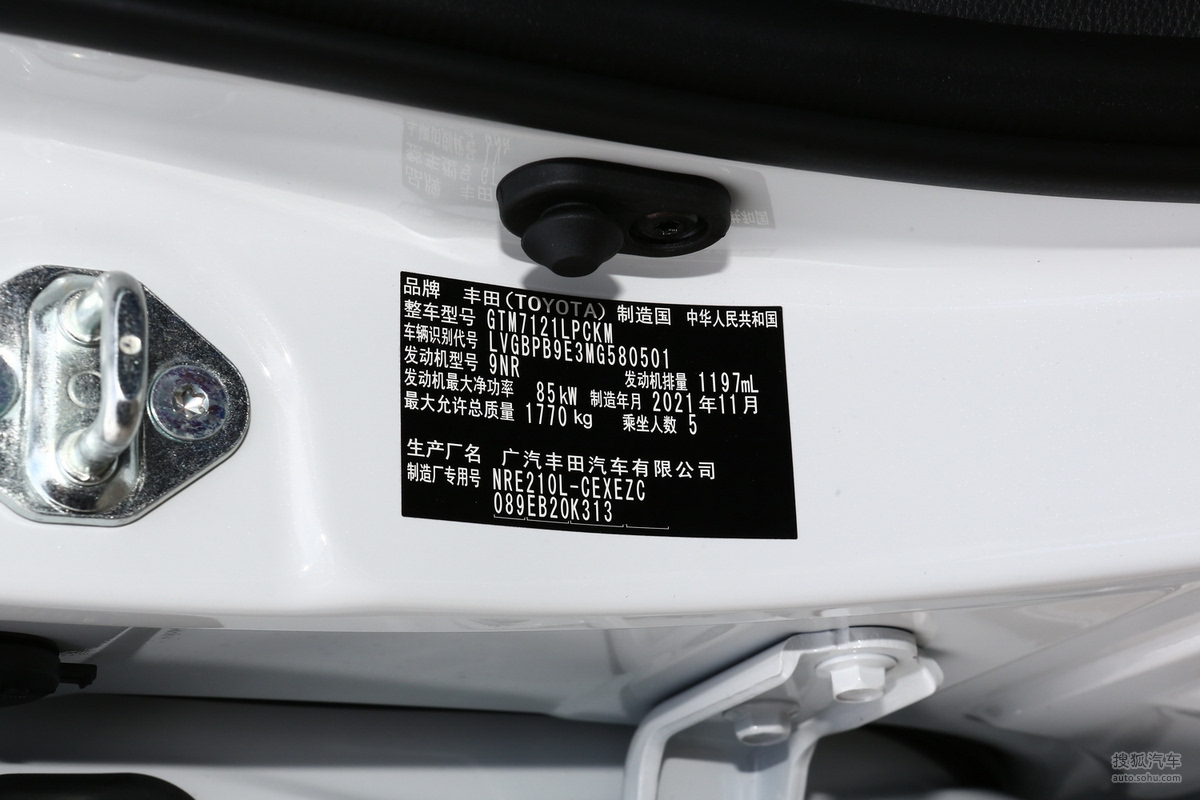 品牌 丰田(TOYOTA) 制造国 中华人民共和国
整车型号 GTM7121LPCKM
车辆识别代号 LVGBPB9E3MG580501
发动机型号 9NR 发动机排量 1197mL
发动机最大净功率 85kW 制造年月 2021年11月
最大允许总质量 1770kg 乘坐人数 5
生产厂名 广汽丰田汽车有限公司
制造厂专用号 NRE210L-CEXEZC
089EB20K313
搜狐汽车
auto.sohu.com